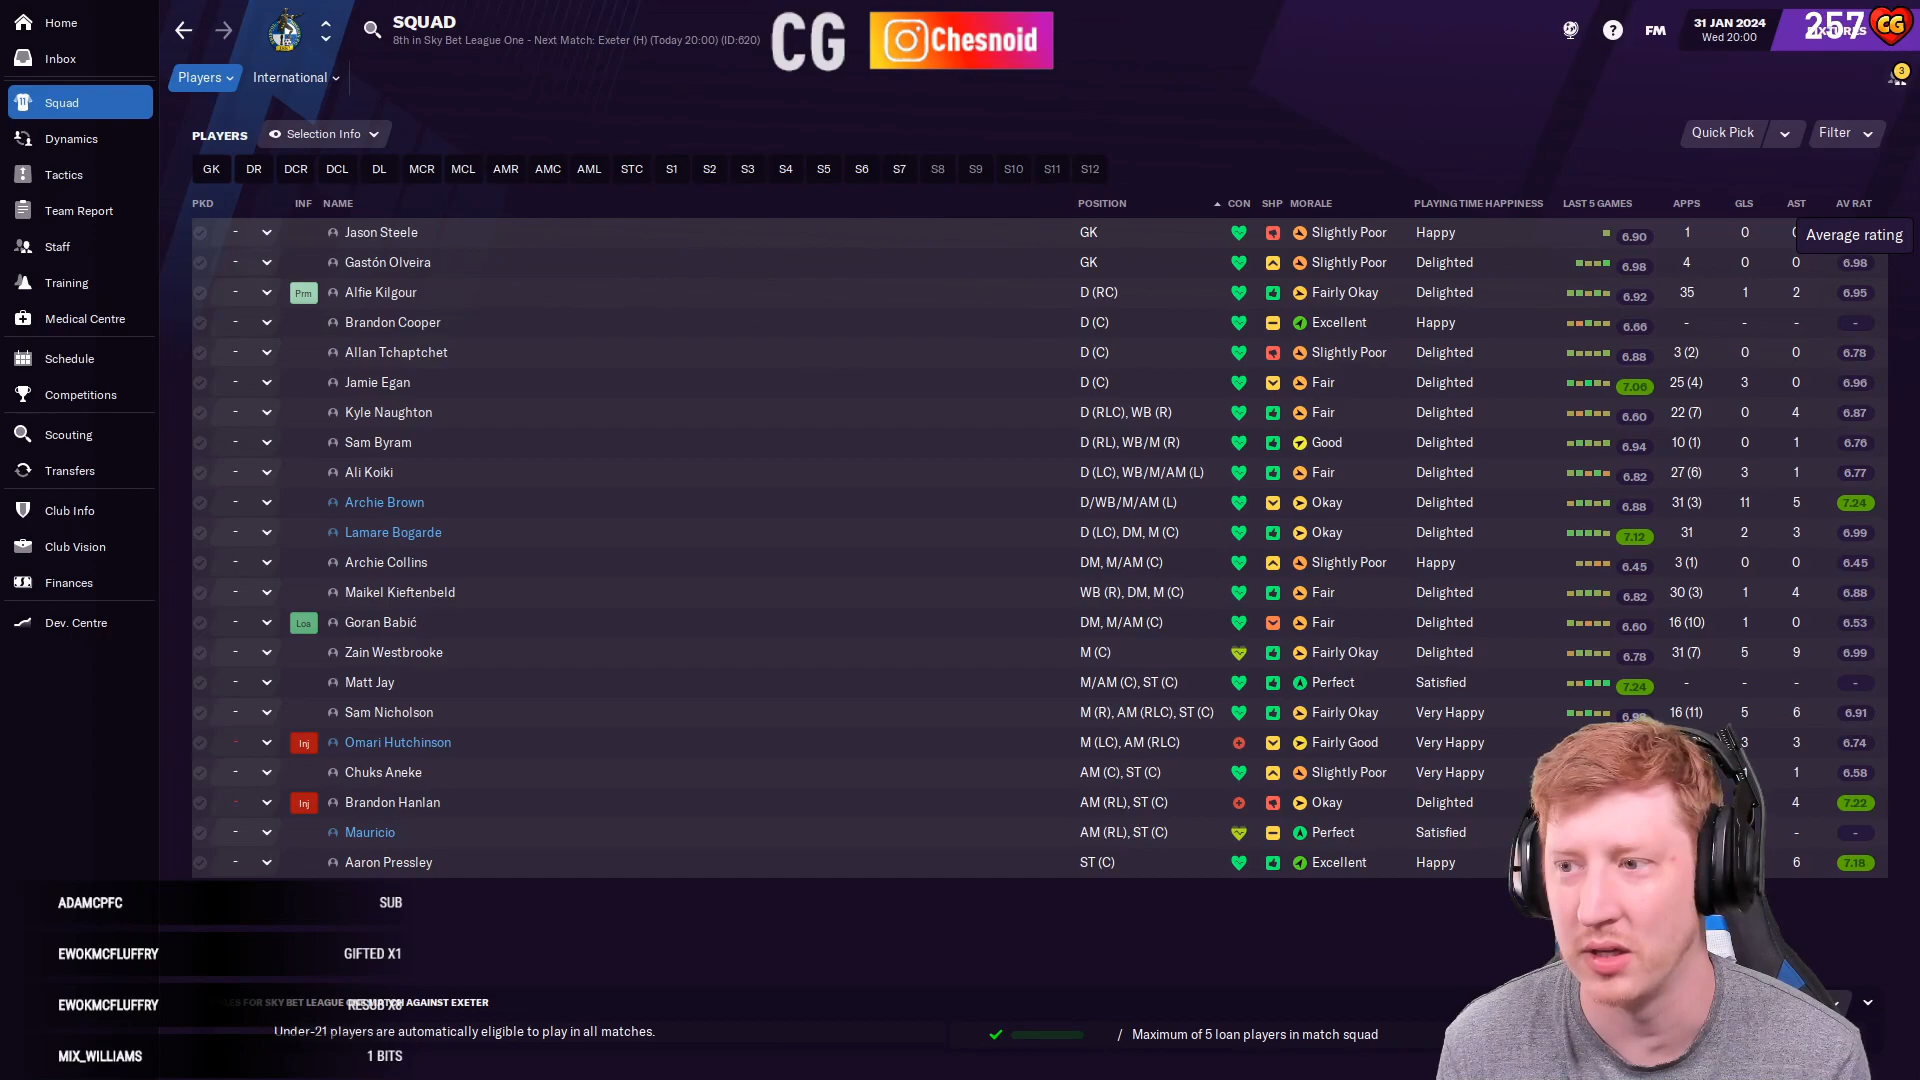 Home
Inbox
Squad
Dynamics
Tactics
Team Report
Staff
Training
Medical Centre
Schedule
Competitions
Scouting
Transfers
Club Info
Club Vision
Finances
Dev. Centre
SQUAD
8th in Sky Bet League One - Next Match: Exeter (H) (Today 20:00) (ID:620)
CG
Chesnoid
FM
31 JAN 2024
Wed 20:00
257
CG
3
Players
International
PLAYERS
Selection Info
Quick Pick
Filter
GK DR DCR DCL DL MCR MCL AMR AMC AML STC S1 S2 S3 S4 S5 S6 S7 S8 S9 S10 S11 S12
PKD INF NAME POSITION CON SHP MORALE PLAYING TIME HAPPINESS LAST 5 GAMES APPS GLS AST AV RAT
Average rating
- Jason Steele GK Slightly Poor Happy 6.90 1 0
- Gastón Olveira GK Slightly Poor Delighted 6.98 4 0 0 6.98
- Prm Alfie Kilgour D (RC) Fairly Okay Delighted 6.92 35 1 2 6.95
- Brandon Cooper D (C) Excellent Happy 6.66 - - - -
- Allan Tchaptchet D (C) Slightly Poor Delighted 6.88 3 (2) 0 0 6.78
- Jamie Egan D (C) Fair Delighted 7.06 25 (4) 3 0 6.96
- Kyle Naughton D (RLC), WB (R) Fair Delighted 6.60 22 (7) 0 4 6.87
- Sam Byram D (RL), WB/M (R) Good Delighted 6.94 10 (1) 0 1 6.76
- Ali Koiki D (LC), WB/M/AM (L) Fair Delighted 6.82 27 (6) 3 1 6.77
- Archie Brown D/WB/M/AM (L) Okay Delighted 6.88 31 (3) 11 5 7.24
- Lamare Bogarde D (LC), DM, M (C) Okay Delighted 7.12 31 2 3 6.99
- Archie Collins DM, M/AM (C) Slightly Poor Happy 6.45 3 (1) 0 0 6.45
- Maikel Kieftenbeld WB (R), DM, M (C) Fair Delighted 6.82 30 (3) 1 4 6.88
- Loa Goran Babić DM, M/AM (C) Fair Delighted 6.60 16 (10) 1 0 6.53
- Zain Westbrooke M (C) Fairly Okay Delighted 6.78 31 (7) 5 9 6.99
- Matt Jay M/AM (C), ST (C) Perfect Satisfied 7.24 - - - -
- Sam Nicholson M (R), AM (RLC), ST (C) Fairly Okay Very Happy 16 (11) 5 6 6.91
- Inj Omari Hutchinson M (LC), AM (RLC) Fairly Good Very Happy 3 3 6.74
- Chuks Aneke AM (C), ST (C) Slightly Poor Very Happy 1 6.58
- Inj Brandon Hanlan AM (RL), ST (C) Okay Delighted 4 7.22
- Mauricio AM (RL), ST (C) Perfect Satisfied - -
- Aaron Pressley ST (C) Excellent Happy 6 7.18
ADAMCPFC SUB
EWOKMCFLUFFRY GIFTED X1
EWOKMCFLUFFRY
FOR SKY BET LEAGUE AGAINST EXETER
Under-21 players are automatically eligible to play in all matches.
/ Maximum of 5 loan players in match squad
MIX_WILLIAMS 1 BITS